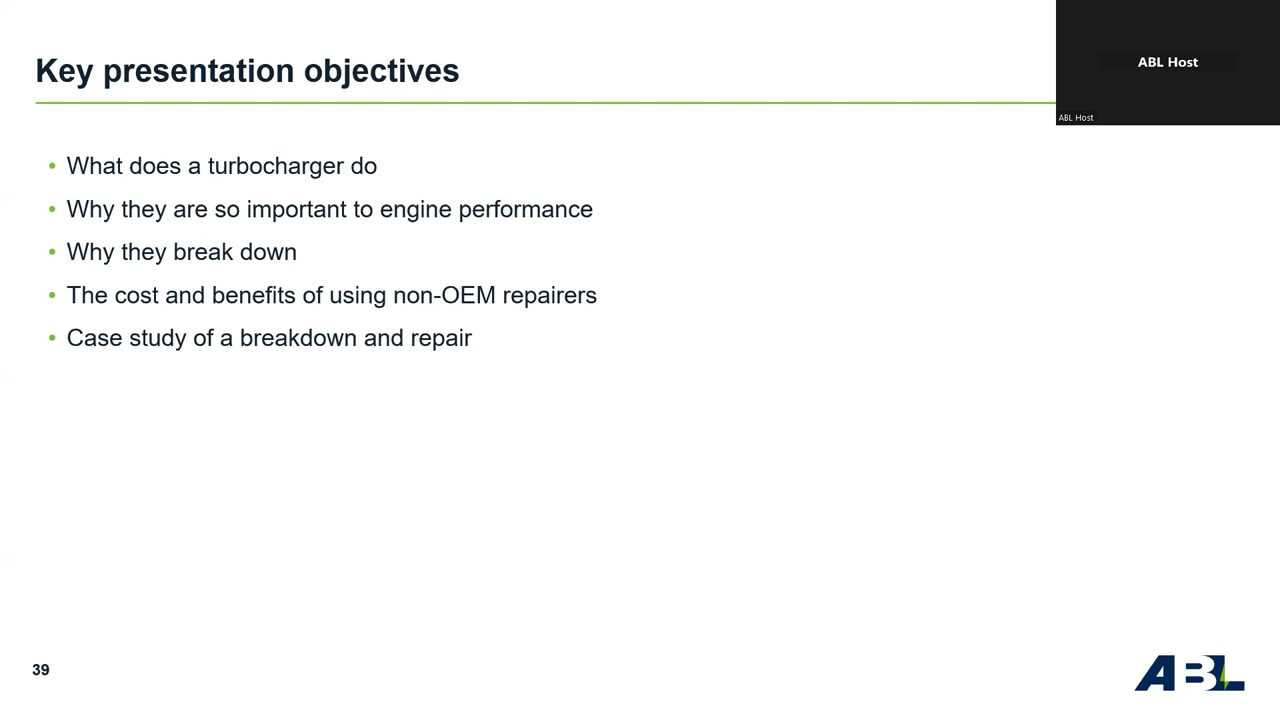 Key presentation objectives
ABL Host
ABL Host
• What does a turbocharger do
• Why they are so important to engine performance
• Why they break down
• The cost and benefits of using non-OEM repairers
• Case study of a breakdown and repair
39
ABL